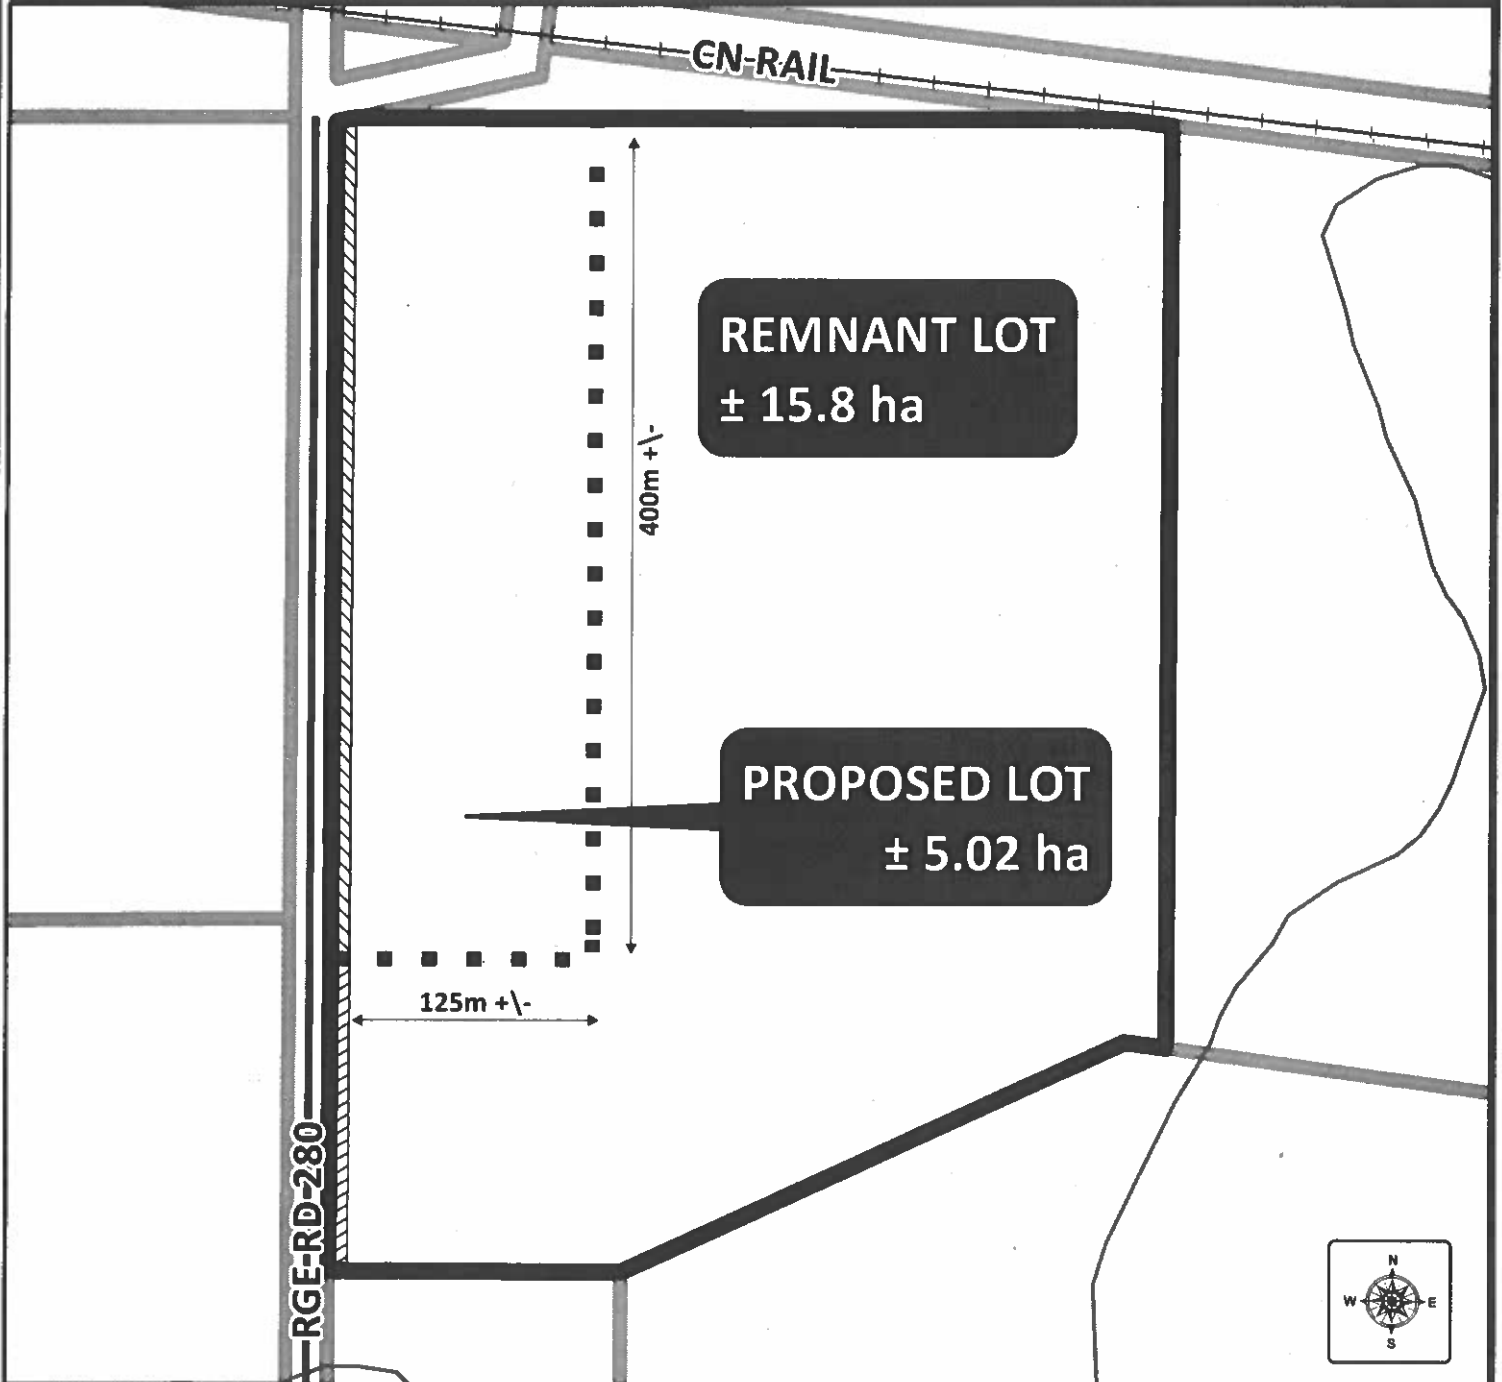 CN-RAIL
REMNANT LOT
± 15.8 ha
400m +\-
PROPOSED LOT
± 5.02 ha
125m +\-
RGE-RD-280
N
W E
S